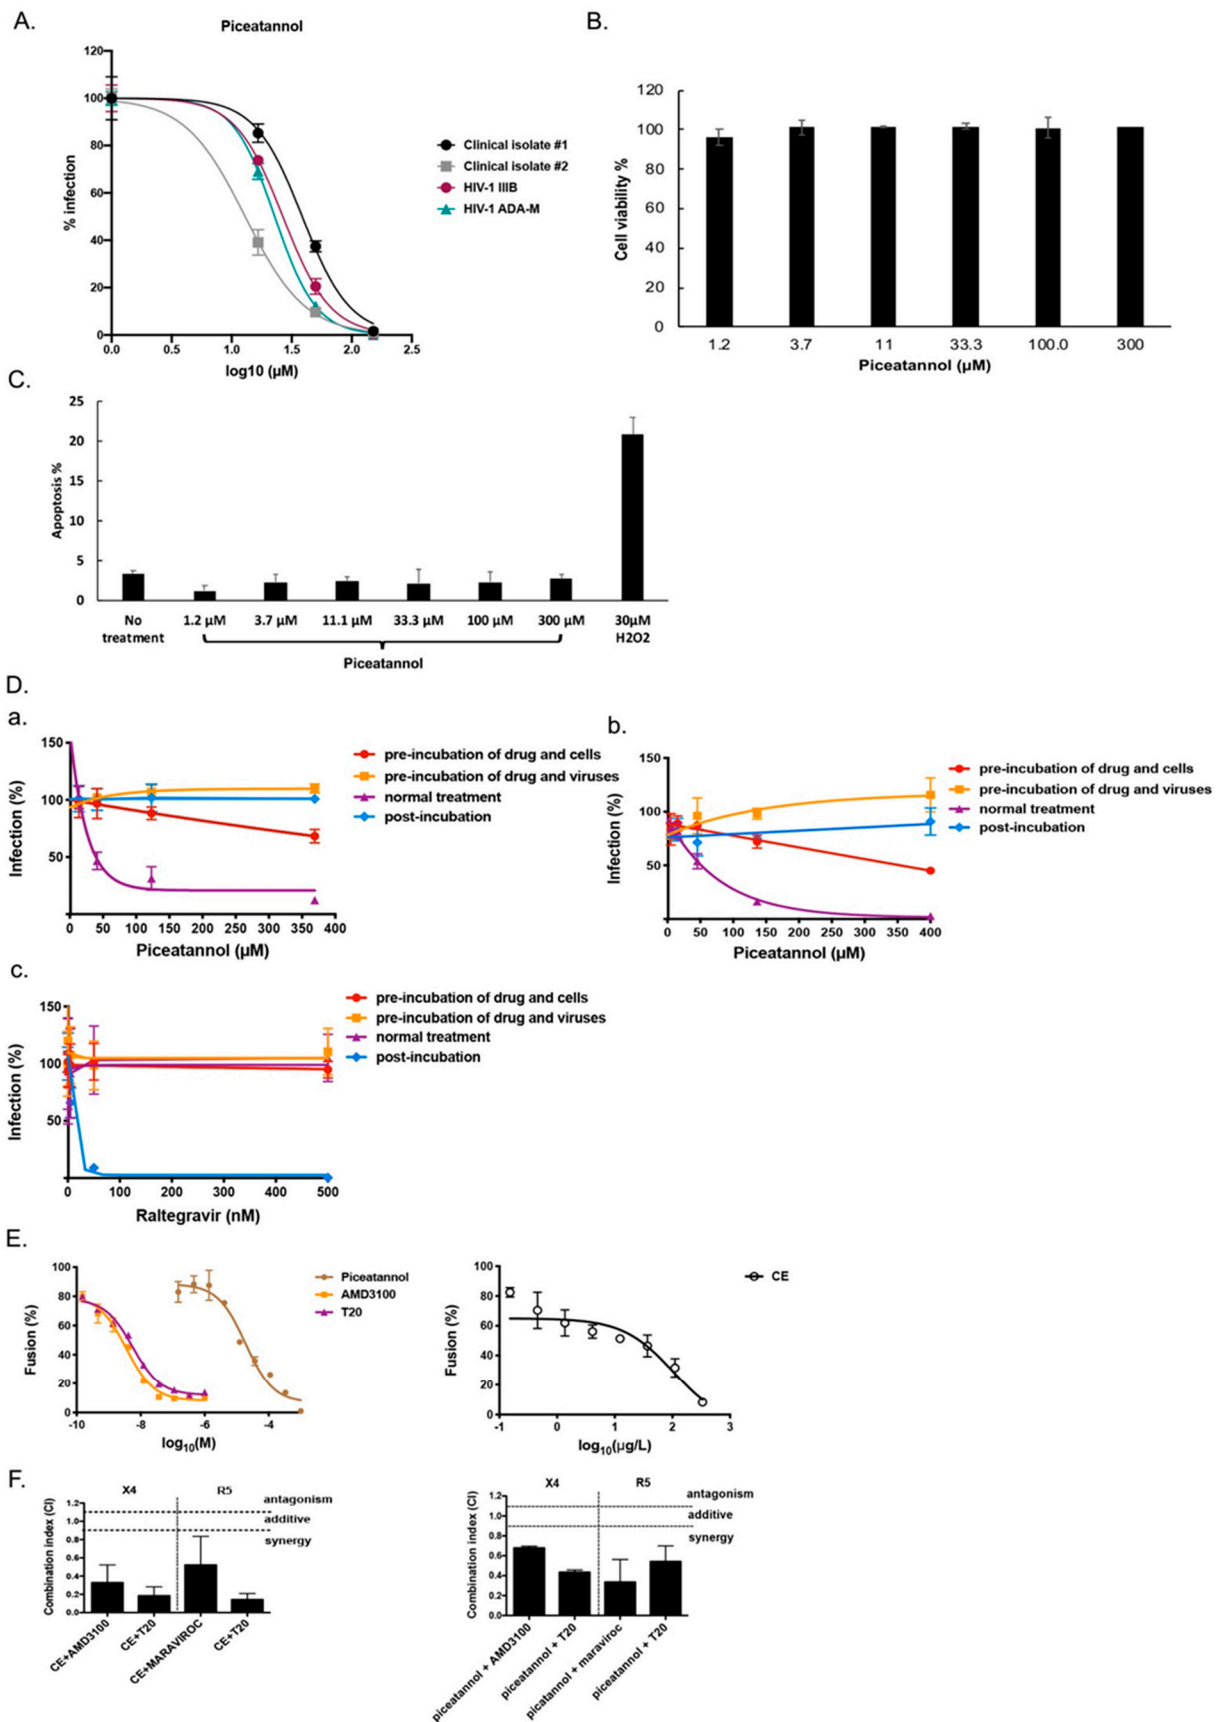 A.
Piceatannol
120
100
80
60
40
20
0
% infection
0.0 0.5 1.0 1.5 2.0 2.5
log10 (µM)
Clinical isolate #1
Clinical isolate #2
HIV-1 IIIB
HIV-1 ADA-M
B.
120
100
80
60
40
20
0
Cell viability %
1.2 3.7 11 33.3 100.0 300
Piceatannol (µM)
C.
25
20
15
10
5
0
Apoptosis %
No treatment 1.2 µM 3.7 µM 11.1 µM 33.3 µM 100 µM 300 µM 30µM H2O2
Piceatannol
D.
a.
150
100
50
Infection (%)
0 50 100 150 200 250 300 350 400
Piceatannol (µM)
pre-incubation of drug and cells
pre-incubation of drug and viruses
normal treatment
post-incubation
b.
150
100
50
Infection (%)
0 50 100 150 200 250 300 350 400
Piceatannol (µM)
pre-incubation of drug and cells
pre-incubation of drug and viruses
normal treatment
post-incubation
c.
150
100
50
Infection (%)
0 100 200 300 400 500
Raltegravir (nM)
pre-incubation of drug and cells
pre-incubation of drug and viruses
normal treatment
post-incubation
E.
100
80
60
40
20
0
Fusion (%)
-10 -8 -6 -4
log10(M)
Piceatannol
AMD3100
T20
100
80
60
40
20
0
Fusion (%)
-1 0 1 2 3
log10(µg/L)
CE
F.
X4 R5
1.2
1.0
0.8
0.6
0.4
0.2
0.0
Combination index (CI)
antagonism
additive
synergy
CE+AMD3100
CE+T20
CE+MARAVIROC
CE+T20
X4 R5
1.2
1.0
0.8
0.6
0.4
0.2
0.0
Combination index (CI)
antagonism
additive
synergy
piceatannol + AMD3100
piceatannol + T20
picatannol + maraviroc
piceatannol + T20